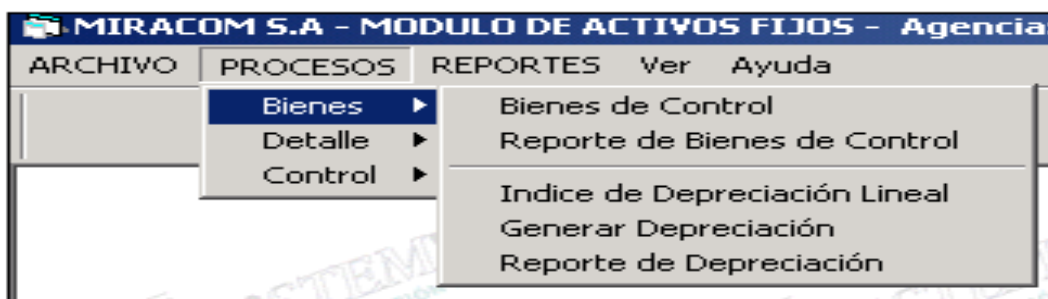 MIRACOM S.A - MODULO DE ACTIVOS FIJOS - Agencia
ARCHIVO PROCESOS REPORTES Ver Ayuda
Bienes
Detalle
Control
Bienes de Control
Reporte de Bienes de Control
Indice de Depreciación Lineal
Generar Depreciación
Reporte de Depreciación